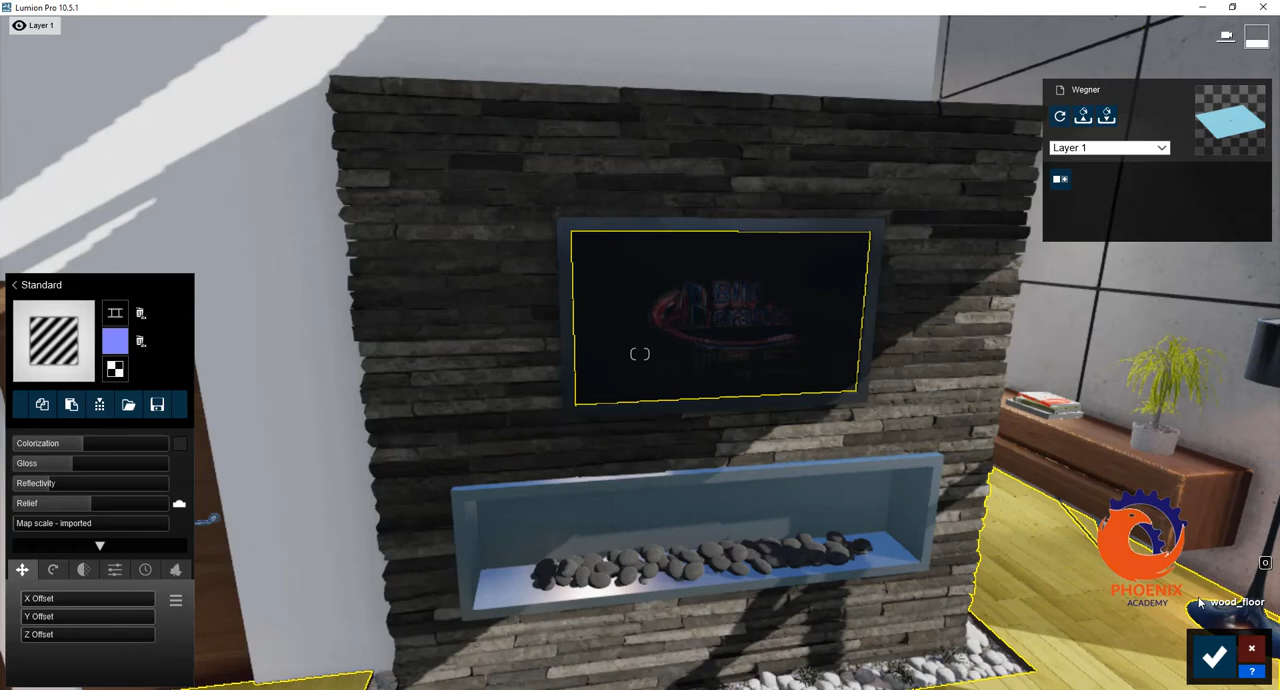 Lumion Pro 10.5.1
Layer 1
Wegner
Layer 1
Standard
Colorization
Gloss
Reflectivity
Relief
Map scale - imported
X Offset
Y Offset
Z Offset
PHOENIX
ACADEMY
wood_floor
?